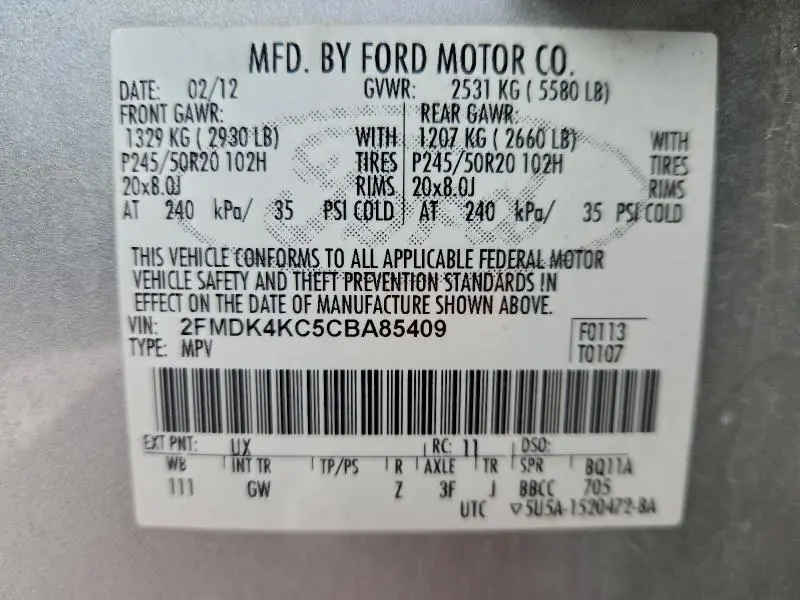 MFD. BY FORD MOTOR CO.
DATE: 02/12 GVWR: 2531 KG ( 5580 LB)
FRONT GAWR: REAR GAWR:
1329 KG ( 2930 LB) WITH 1207 KG ( 2660 LB) WITH
P245/50R20 102H TIRES P245/50R20 102H TIRES
20x8.0J RIMS 20x8.0J RIMS
AT 240 kPa/ 35 PSI COLD AT 240 kPa/ 35 PSI COLD
THIS VEHICLE CONFORMS TO ALL APPLICABLE FEDERAL MOTOR
VEHICLE SAFETY AND THEFT PREVENTION STANDARDS IN
EFFECT ON THE DATE OF MANUFACTURE SHOWN ABOVE.
VIN: 2FMDK4KC5CBA85409 F0113
TYPE: MPV T0107
EXT PNT: UX RC: 11 DSO:
WB INT TR TP/PS R AXLE TR SPR BQ11A
111 GW Z 3F J BBCC 705
UTC ▽5U5A-1520472-BA